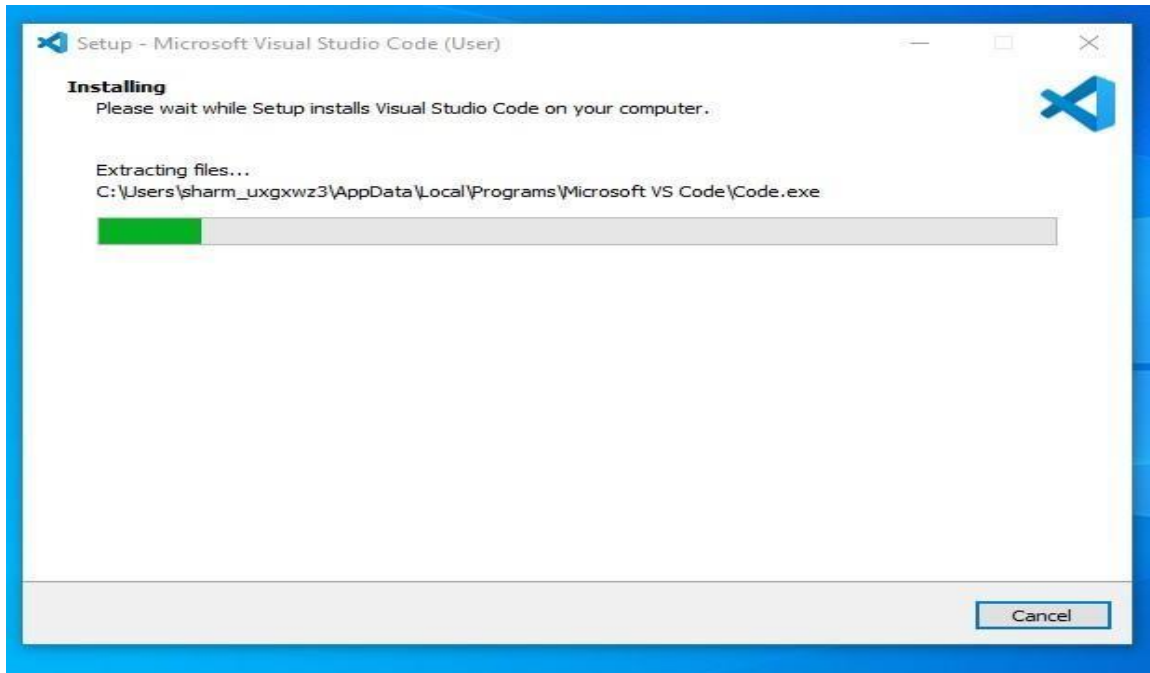 Setup - Microsoft Visual Studio Code (User)
Installing
Please wait while Setup installs Visual Studio Code on your computer.
Extracting files...
C:\Users\sharm_uxgxwz3\AppData\Local\Programs\Microsoft VS Code\Code.exe
Cancel